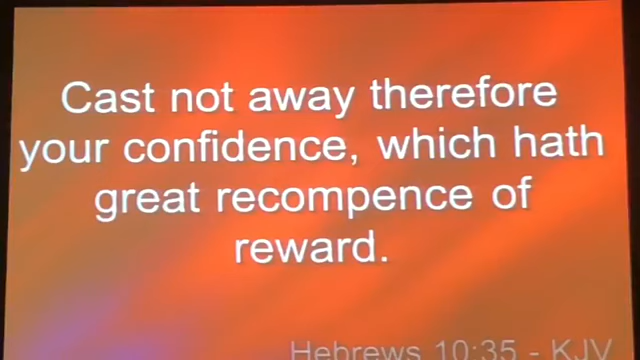 Cast not away therefore
your confidence, which hath
great recompence of
reward.
Hebrews 10:35 - KJV